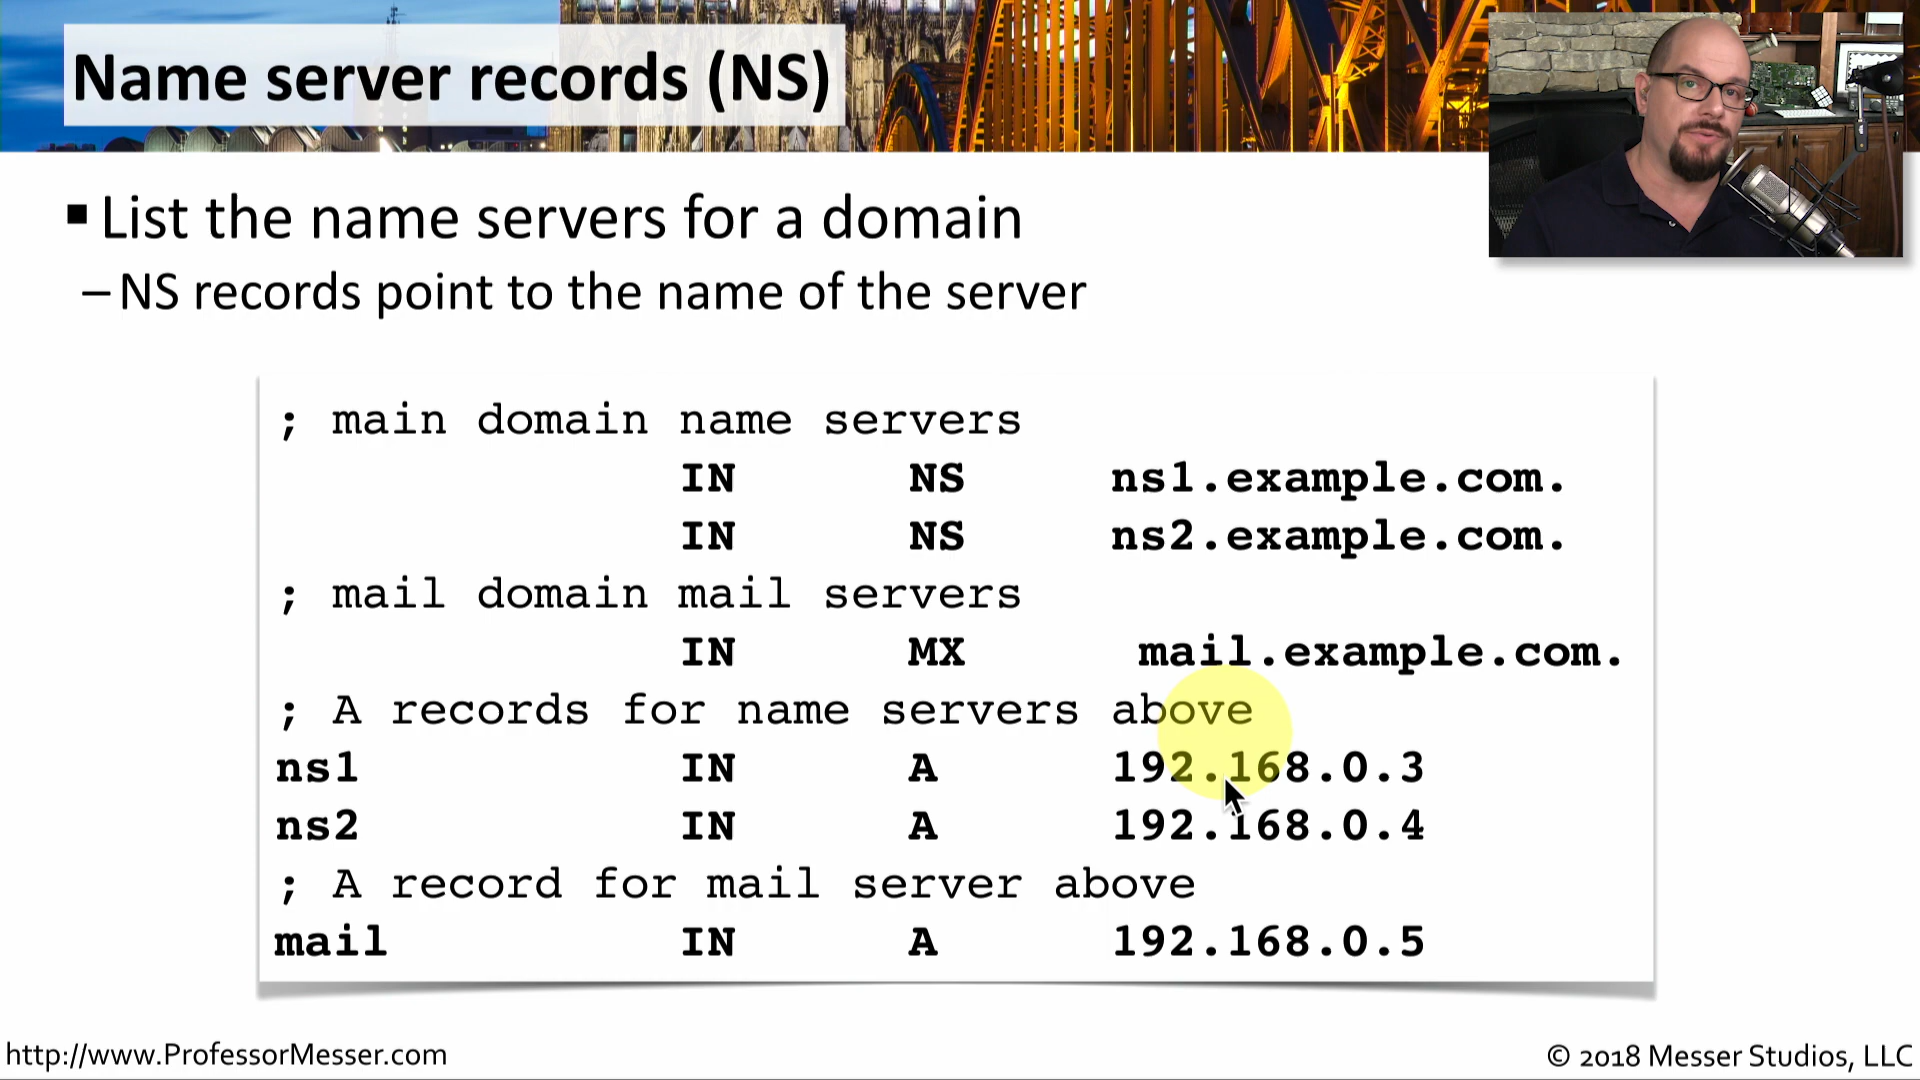 Name server records (NS)
List the name servers for a domain
– NS records point to the name of the server
; main domain name servers
IN NS ns1.example.com.
IN NS ns2.example.com.
; mail domain mail servers
IN MX mail.example.com.
; A records for name servers above
ns1 IN A 192.168.0.3
ns2 IN A 192.168.0.4
; A record for mail server above
mail IN A 192.168.0.5
http://www.ProfessorMesser.com
© 2018 Messer Studios, LLC